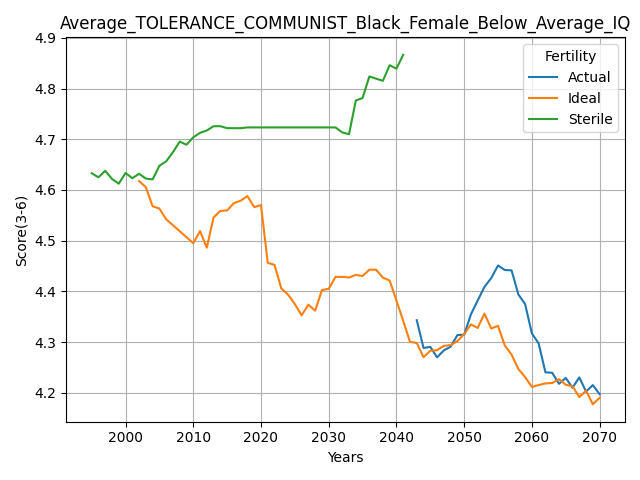 Average_TOLERANCE_COMMUNIST_Black_Female_Below_Average_IQ
Fertility
Actual
Ideal
Sterile
Score(3-6)
4.9
4.8
4.7
4.6
4.5
4.4
4.3
4.2
2000 2010 2020 2030 2040 2050 2060 2070
Years